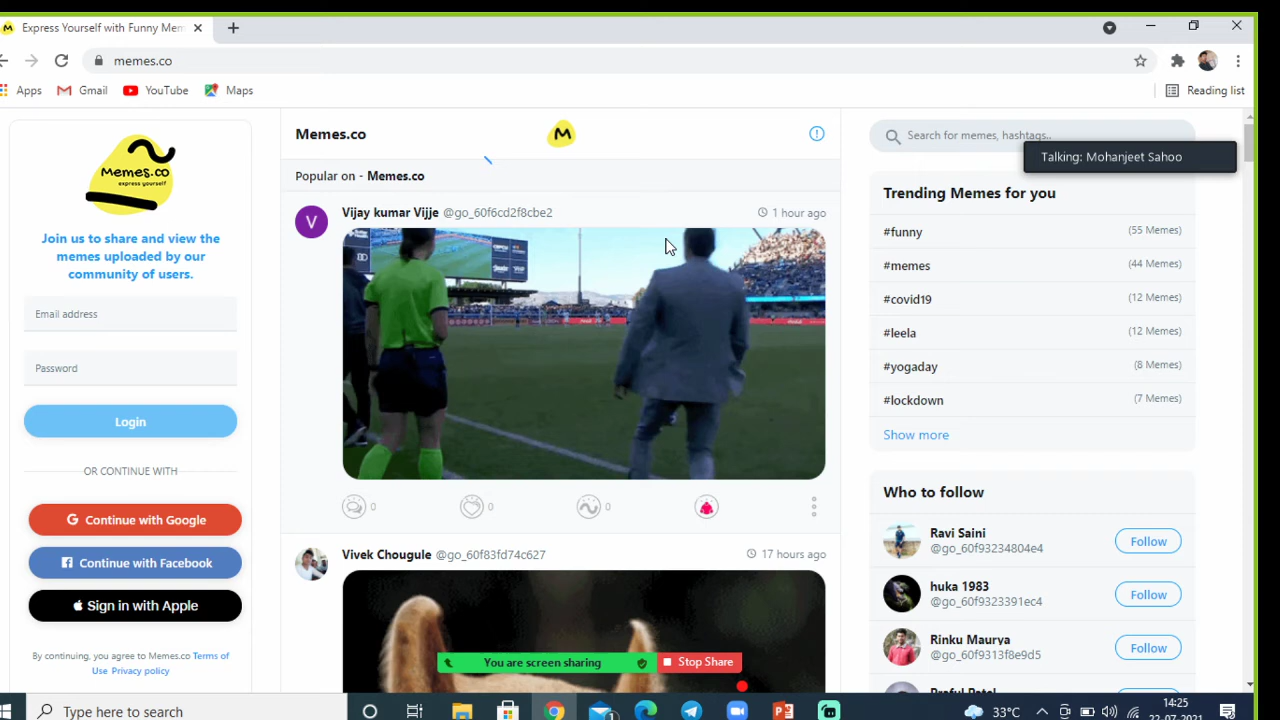 Express Yourself with Funny Mem
memes.co
Apps
Gmail
YouTube
Maps
Reading list
Memes.co
express yourself
Join us to share and view the
memes uploaded by our
community of users.
Email address
Password
Login
OR CONTINUE WITH
G Continue with Google
Continue with Facebook
Sign in with Apple
By continuing, you agree to Memes.co Terms of
Use Privacy policy
Memes.co
M
Popular on - Memes.co
V
Vijay kumar Vijje @go_60f6cd2f8cbe2
1 hour ago
0
0
0
Vivek Chougule @go_60f83fd74c627
17 hours ago
You are screen sharing
Stop Share
Search for memes, hashtags..
Talking: Mohanjeet Sahoo
Trending Memes for you
#funny (55 Memes)
#memes (44 Memes)
#covid19 (12 Memes)
#leela (12 Memes)
#yogaday (8 Memes)
#lockdown (7 Memes)
Show more
Who to follow
Ravi Saini
@go_60f93234804e4
Follow
huka 1983
@go_60f9323391ec4
Follow
Rinku Maurya
@go_60f9313f8e9d5
Follow
Praful Patel
Type here to search
33°C
14:25
22-07-2021